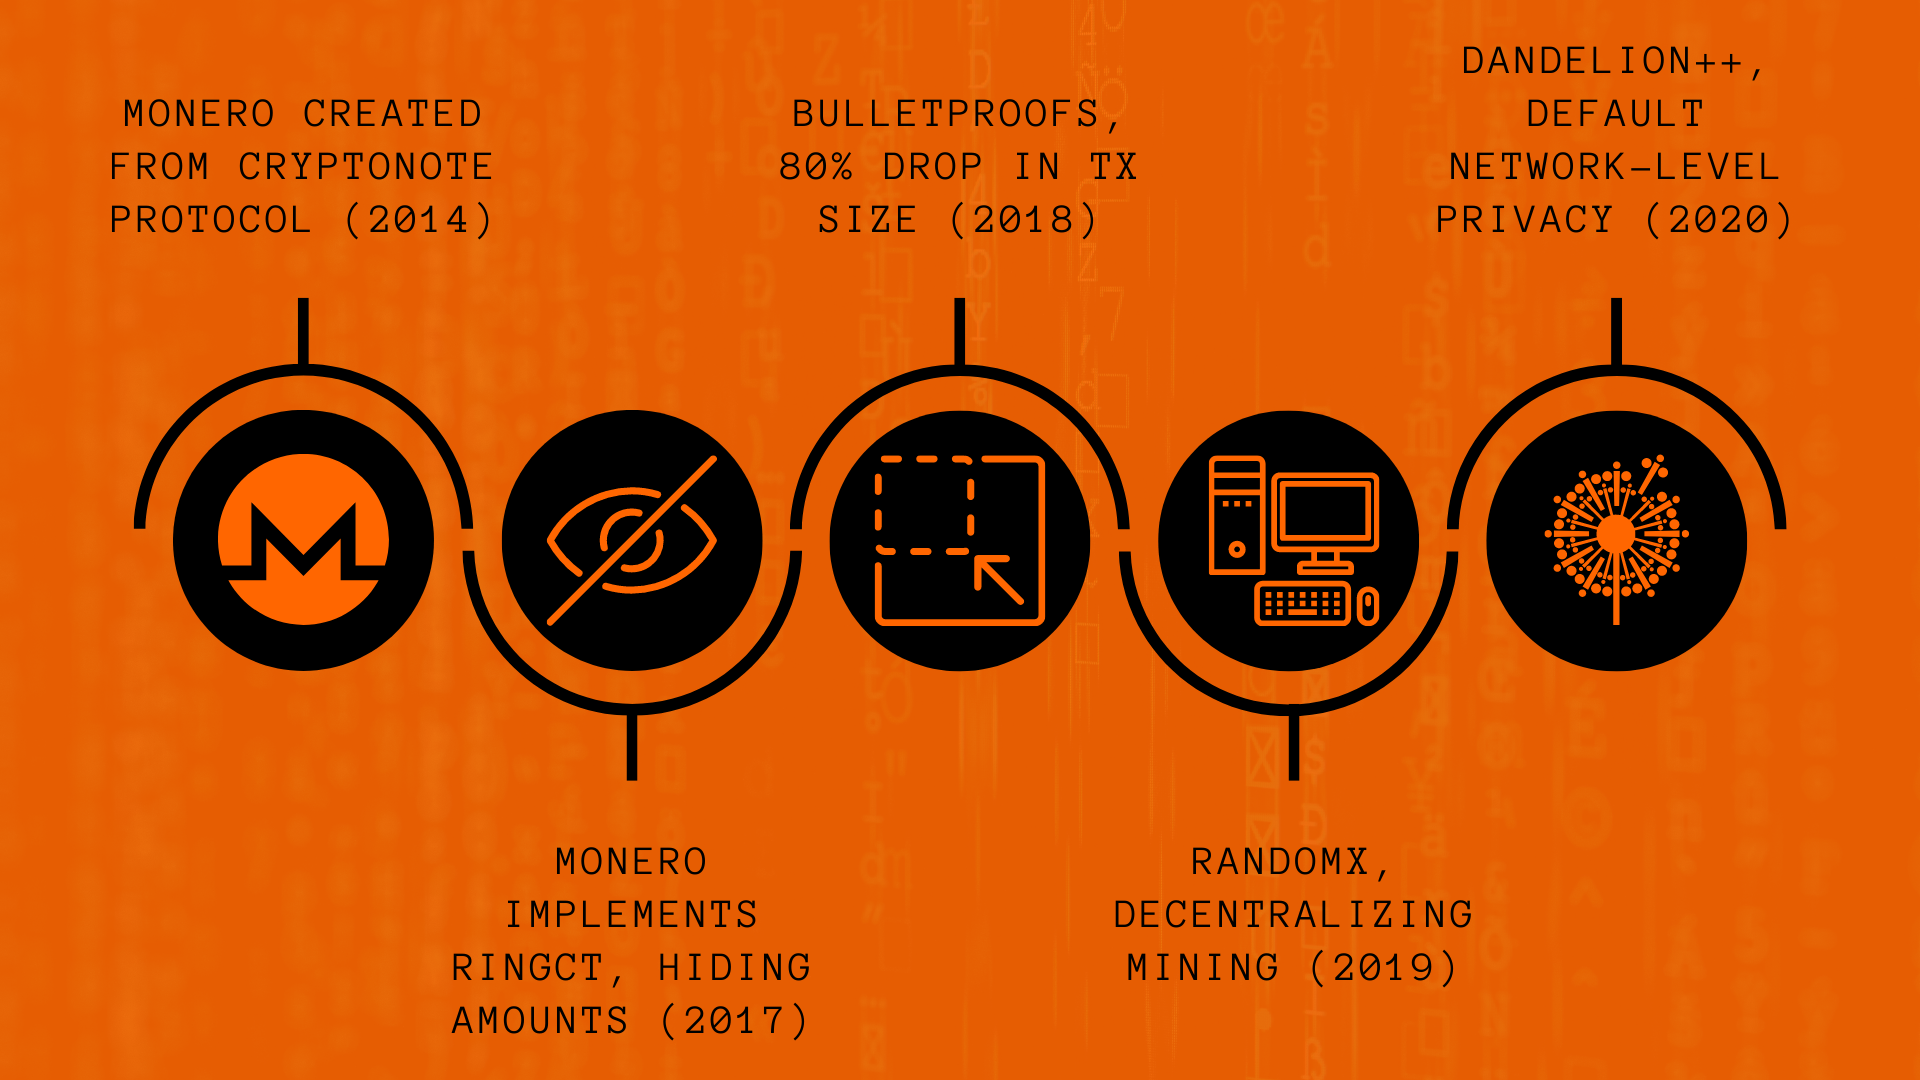 MONERO CREATED
FROM CRYPTONOTE
PROTOCOL (2014)
MONERO
IMPLEMENTS
RINGCT, HIDING
AMOUNTS (2017)
BULLETPROOFS,
80% DROP IN TX
SIZE (2018)
RANDOMX,
DECENTRALIZING
MINING (2019)
DANDELION++,
DEFAULT
NETWORK-LEVEL
PRIVACY (2020)